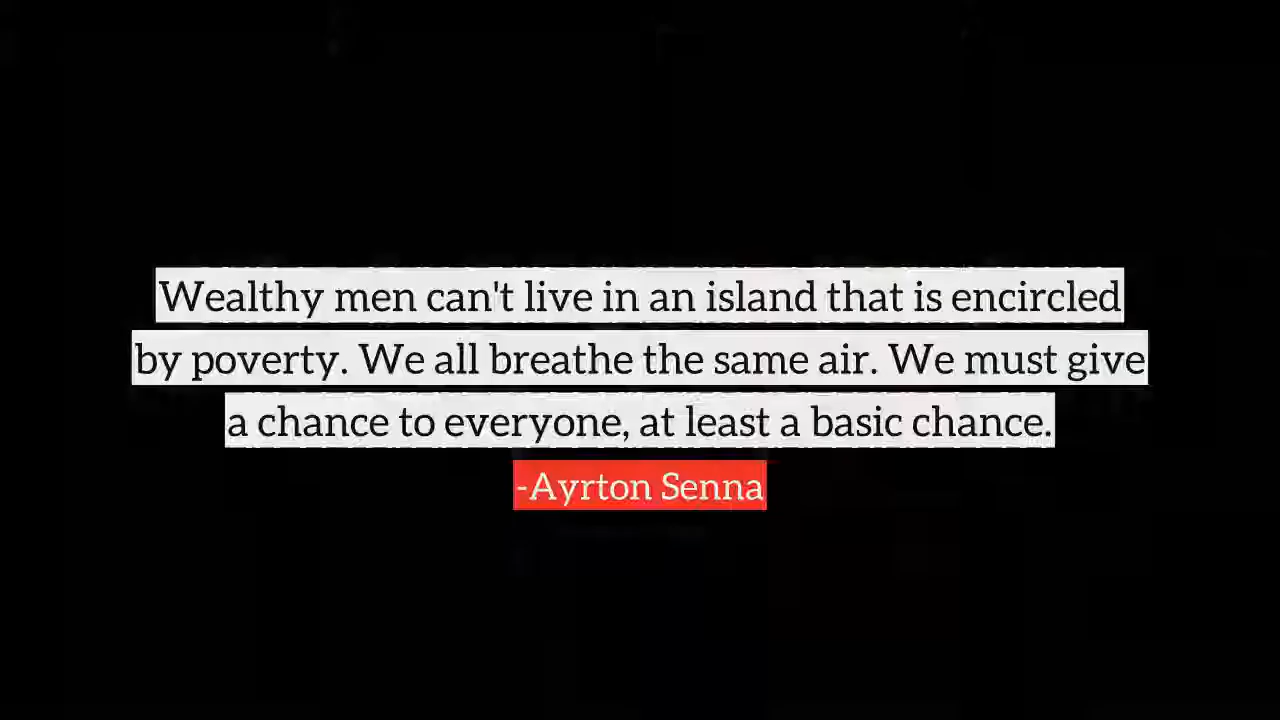 Wealthy men can't live in an island that is encircled
by poverty. We all breathe the same air. We must give
a chance to everyone, at least a basic chance.
-Ayrton Senna